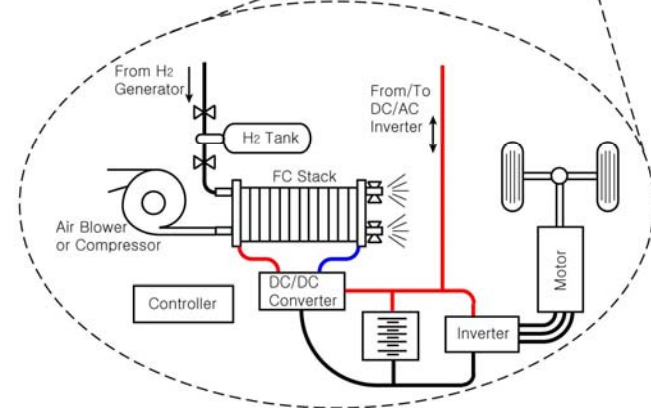 From H2
Generator
From/To
DC/AC
Inverter
H2 Tank
FC Stack
Air Blower
or Compressor
DC/DC
Converter
Controller
Inverter
Motor